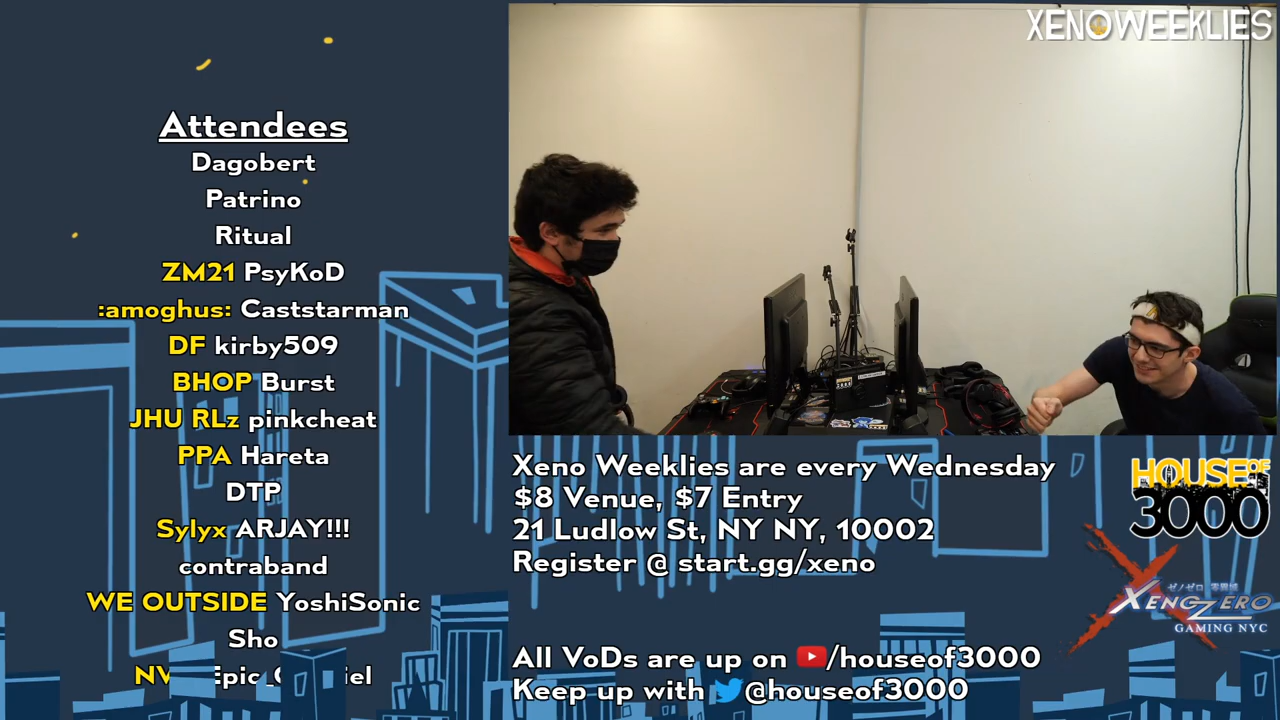 XENOWEEKLIES
Attendees
Dagobert
Patrino
Ritual
ZM21 PsyKoD
:amoghus: Caststarman
DF kirby509
BHOP Burst
JHU RLz pinkcheat
PPA Hareta
DTP
Sylyx ARJAY!!!
contraband
WE OUTSIDE YoshiSonic
Sho
Xeno Weeklies are every Wednesday
$8 Venue, $7 Entry
21 Ludlow St, NY NY, 10002
Register @ start.gg/xeno
All VoDs are up on /houseof3000
Keep up with @houseof3000
HOUSE OF
3000
XENOZERO
GAMING NYC